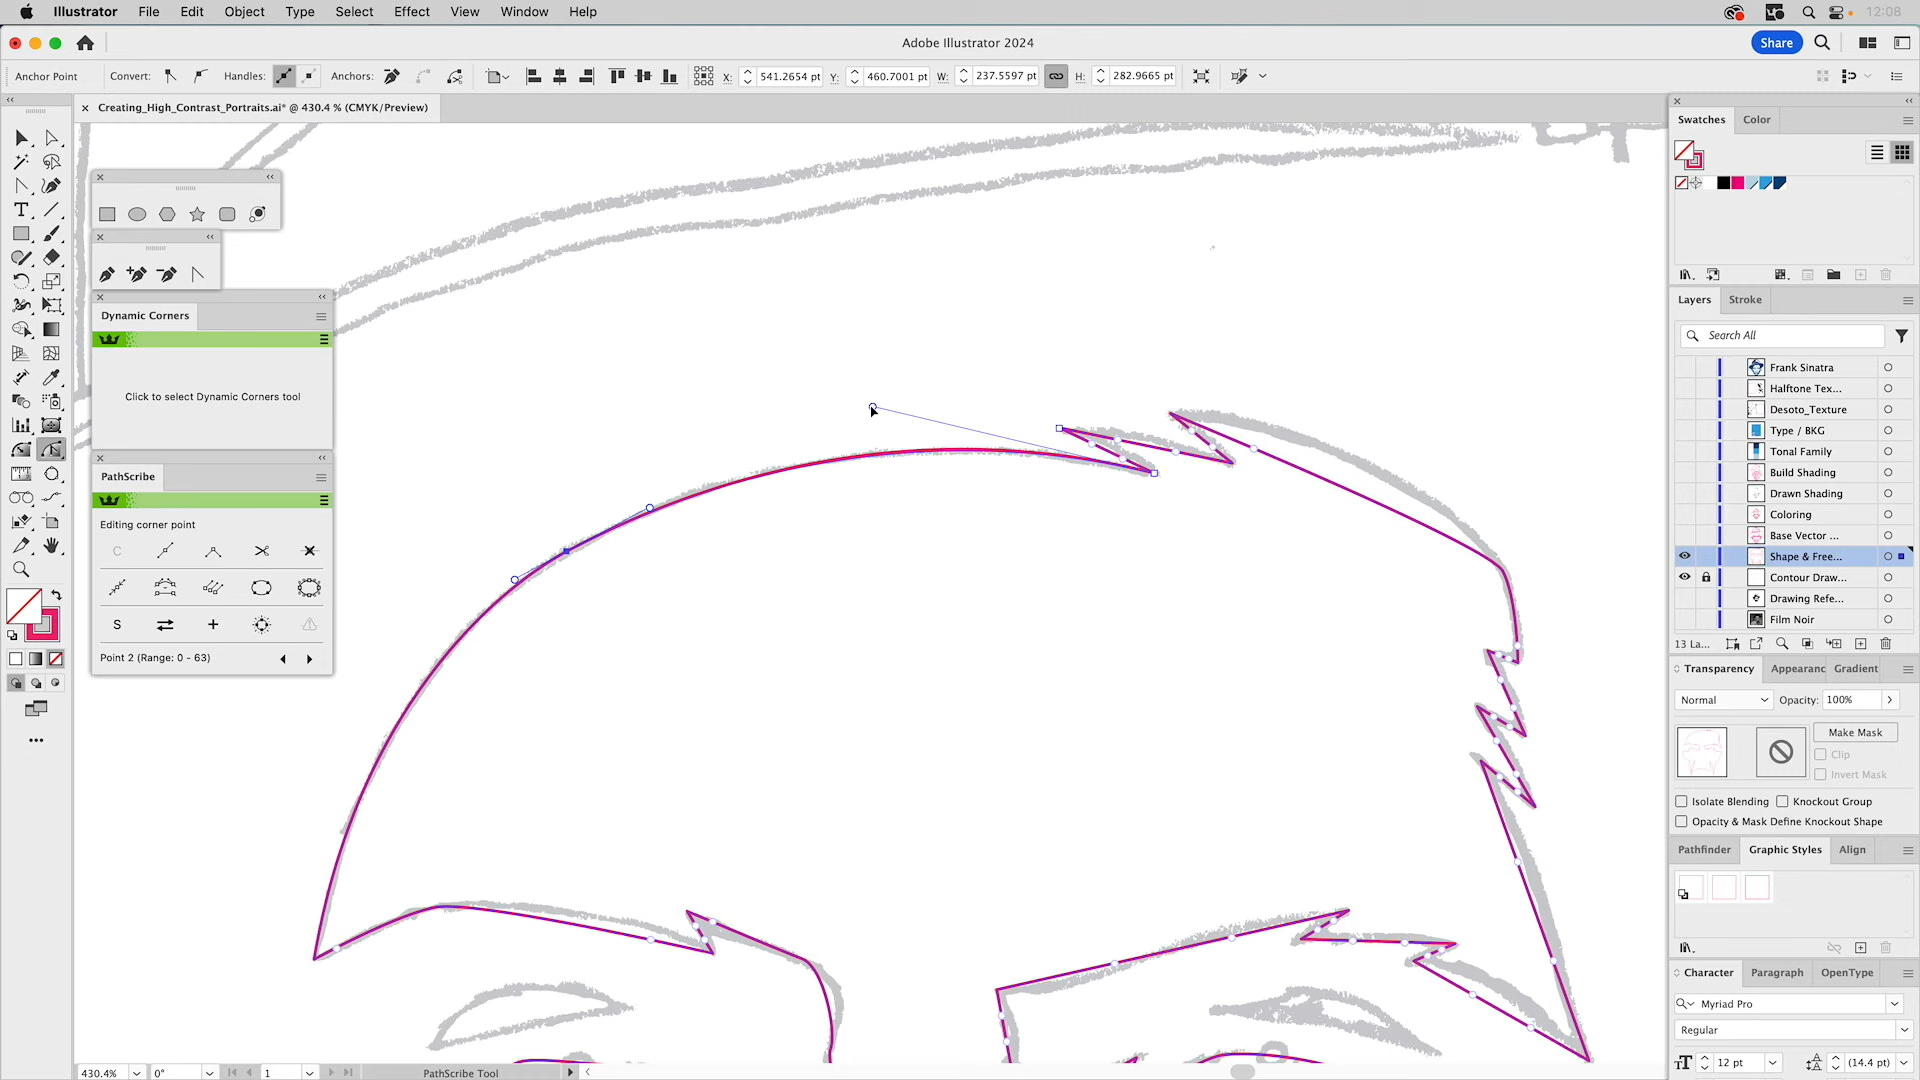 Illustrator File Edit Object Type Select Effect View Window Help 12:08
Adobe Illustrator 2024
Share
Anchor Point Convert: Handles: Anchors: X: 541.2654 pt Y: 460.7001 pt W: 237.5597 pt H: 282.9665 pt
Creating_High_Contrast_Portraits.ai* @ 430.4 % (CMYK/Preview)
Dynamic Corners
Click to select Dynamic Corners tool
PathScribe
Editing corner point
C
S
Point 2 (Range: 0 - 63)
Swatches Color
Layers Stroke
Search All
Frank Sinatra
Halftone Tex...
Desoto_Texture
Type / BKG
Tonal Family
Build Shading
Drawn Shading
Coloring
Base Vector ...
Shape & Free...
Contour Draw...
Drawing Refe...
Film Noir
13 La...
Transparency Appearanc Gradient
Normal Opacity: 100%
Make Mask
Clip
Invert Mask
Isolate Blending Knockout Group
Opacity & Mask Define Knockout Shape
Pathfinder Graphic Styles Align
Character Paragraph OpenType
Myriad Pro
Regular
12 pt (14.4 pt)
430.4% 0° 1 PathScribe Tool